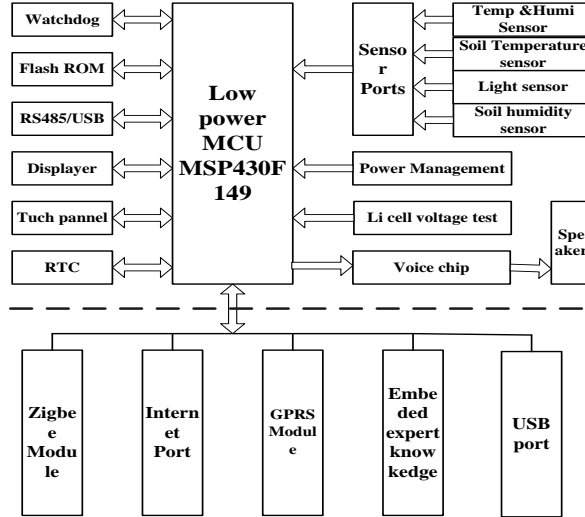 Watchdog
Flash ROM
RS485/USB
Displayer
Tuch pannel
RTC
Low
power
MCU
MSP430F
149
Senso
r
Ports
Temp &Humi
Sensor
Soil Temperature
sensor
Light sensor
Soil humidity
sensor
Power Management
Li cell voltage test
Voice chip
Spe
aker
Zigbe
e
Modu
le
Intern
et
Port
GPRS
Modul
e
Embe
ded
expert
know
kedge
USB
port